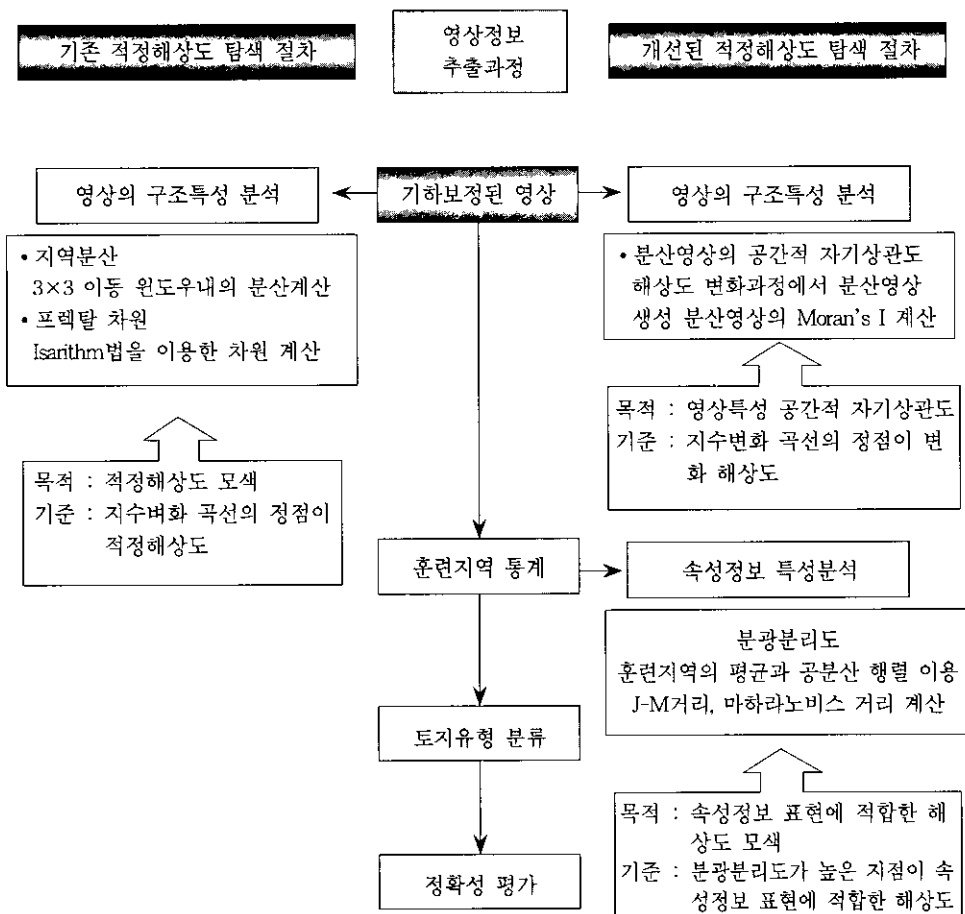 기존 적정해상도 탐색 절차
영상정보
추출과정
개선된 적정해상도 탐색 절차
영상의 구조특성 분석
기하보정된 영상
영상의 구조특성 분석
• 지역분산
3×3 이동 윈도우내의 분산계산
• 프렉탈 차원
Isarithm법을 이용한 차원 계산
• 분산영상의 공간적 자기상관도
해상도 변화과정에서 분산영상
생성 분산영상의 Moran's I 계산
목적 : 적정해상도 모색
기준 : 지수벼화 곡선의 정점이
적정해상도
목적 : 영상특성 공간적 자기상관도
기준 : 지수변화 곡선의 정점이 변
화 해상도
훈련지역 통계
속성정보 특성분석
분광분리도
훈련지역의 평균과 공분산 행렬 이용
J-M거리, 마하라노비스 거리 계산
토지유형 분류
목적 : 속성정보 표현에 적합한 해
상도 모색
기준 : 분광분리도가 높은 지점이 속
성정보 표현에 적합한 해상도
정확성 평가